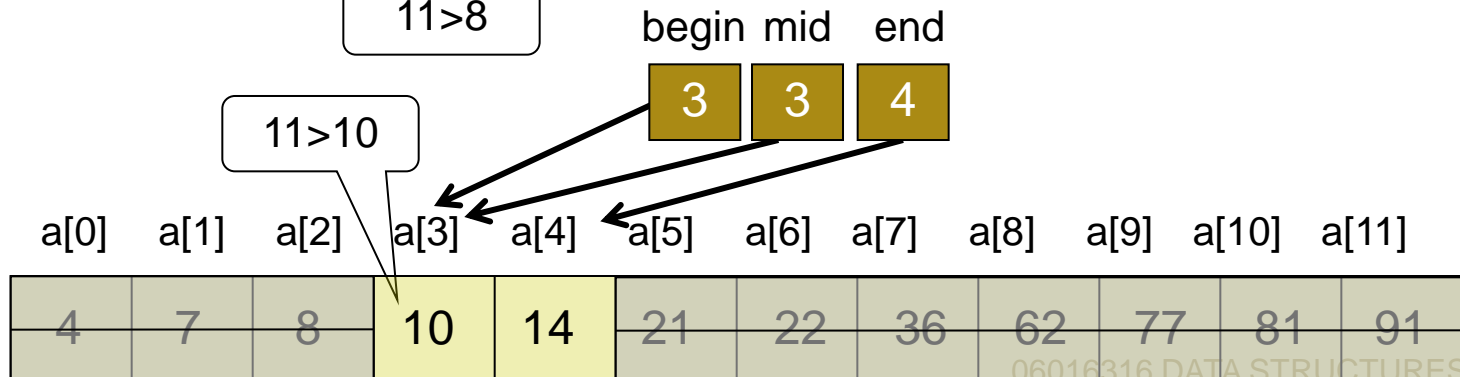 11>8
begin mid end
3 3 4
11>10
a[0] a[1] a[2] a[3] a[4] a[5] a[6] a[7] a[8] a[9] a[10] a[11]
4 7 8 10 14 21 22 36 62 77 81 91
06016316 DATA STRUCTURES